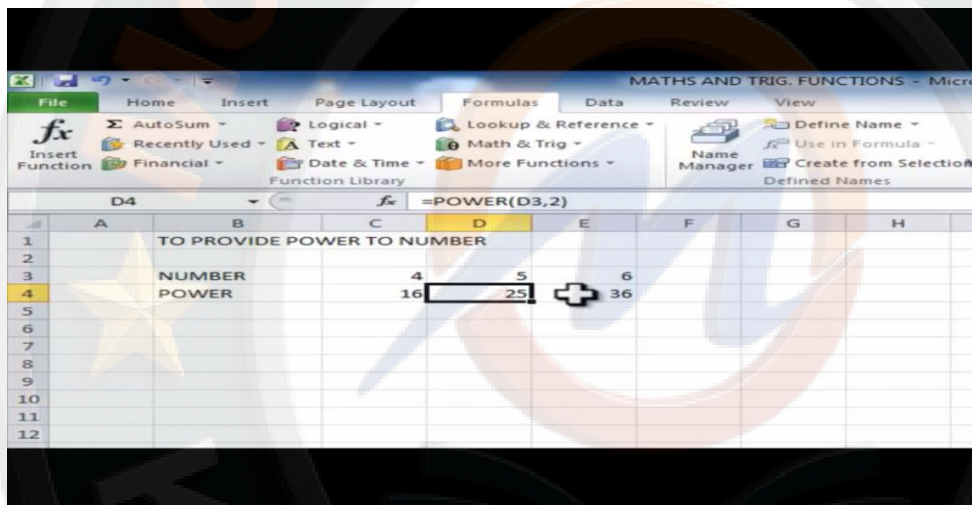 MATHS AND TRIG. FUNCTIONS - Micro
File Home Insert Page Layout Formulas Data Review View
fx Σ AutoSum Logical Lookup & Reference Define Name
Recently Used Text Math & Trig Use in Formula
Insert Function Financial Date & Time More Functions Name Manager Create from Selection
Function Library Defined Names
D4 fx =POWER(D3,2)
A B C D E F G H
1 TO PROVIDE POWER TO NUMBER
2
3 NUMBER 4 5 6
4 POWER 16 25 36
5
6
7
8
9
10
11
12